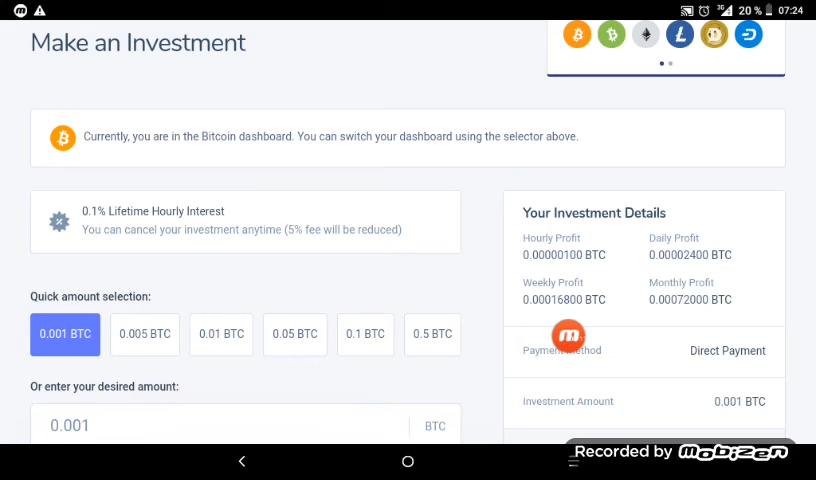 3G 20 % 07:24
Make an Investment
Currently, you are in the Bitcoin dashboard. You can switch your dashboard using the selector above.
0.1% Lifetime Hourly Interest
You can cancel your investment anytime (5% fee will be reduced)
Quick amount selection:
0.001 BTC 0.005 BTC 0.01 BTC 0.05 BTC 0.1 BTC 0.5 BTC
Or enter your desired amount:
0.001 BTC
Your Investment Details
Hourly Profit Daily Profit
0.00000100 BTC 0.00002400 BTC
Weekly Profit Monthly Profit
0.00016800 BTC 0.00072000 BTC
Payment Method Direct Payment
Investment Amount 0.001 BTC
Recorded by mobizen